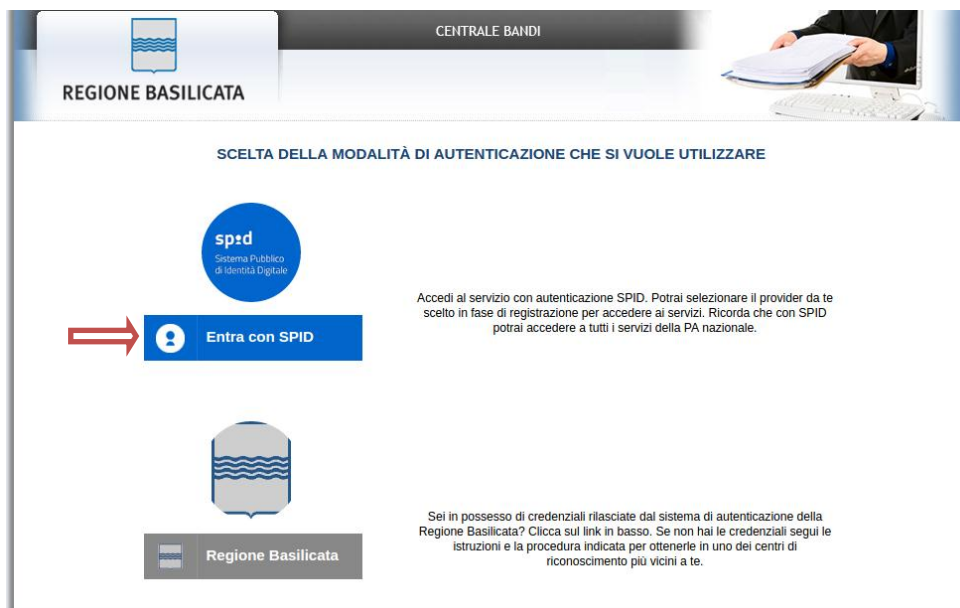 CENTRALE BANDI
REGIONE BASILICATA
SCELTA DELLA MODALITÀ DI AUTENTICAZIONE CHE SI VUOLE UTILIZZARE
spid
Sistema Pubblico
di Identità Digitale
Entra con SPID
Accedi al servizio con autenticazione SPID. Potrai selezionare il provider da te
scelto in fase di registrazione per accedere ai servizi. Ricorda che con SPID
potrai accedere a tutti i servizi della PA nazionale.
Regione Basilicata
Sei in possesso di credenziali rilasciate dal sistema di autenticazione della
Regione Basilicata? Clicca sul link in basso. Se non hai le credenziali segui le
istruzioni e la procedura indicata per ottenerle in uno dei centri di
riconoscimento più vicini a te.